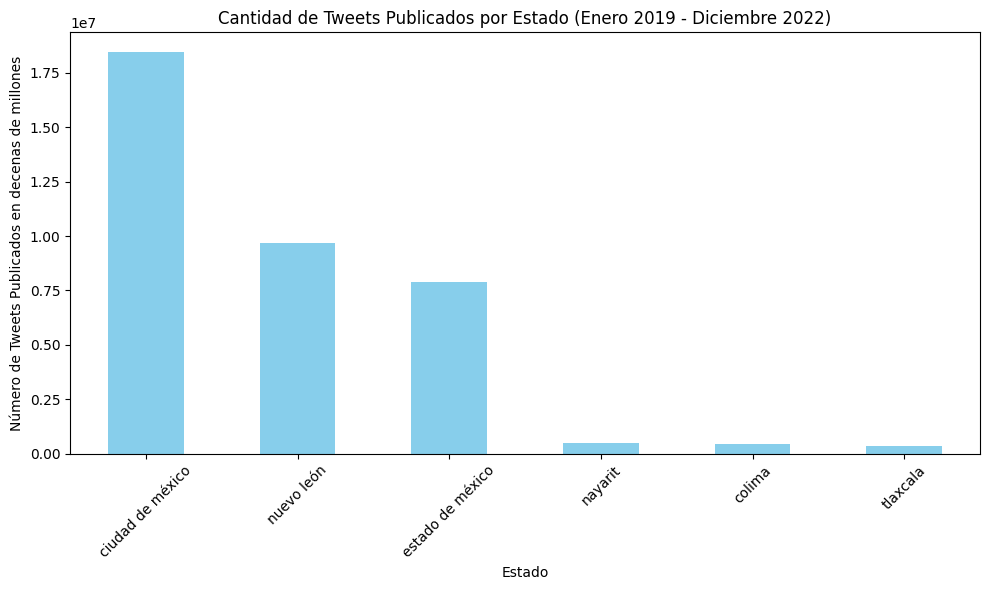 Cantidad de Tweets Publicados por Estado (Enero 2019 - Diciembre 2022)
1e7
Número de Tweets Publicados en decenas de millones
1.75
1.50
1.25
1.00
0.75
0.50
0.25
0.00
ciudad de méxico
nuevo león
estado de méxico
nayarit
colima
tlaxcala
Estado